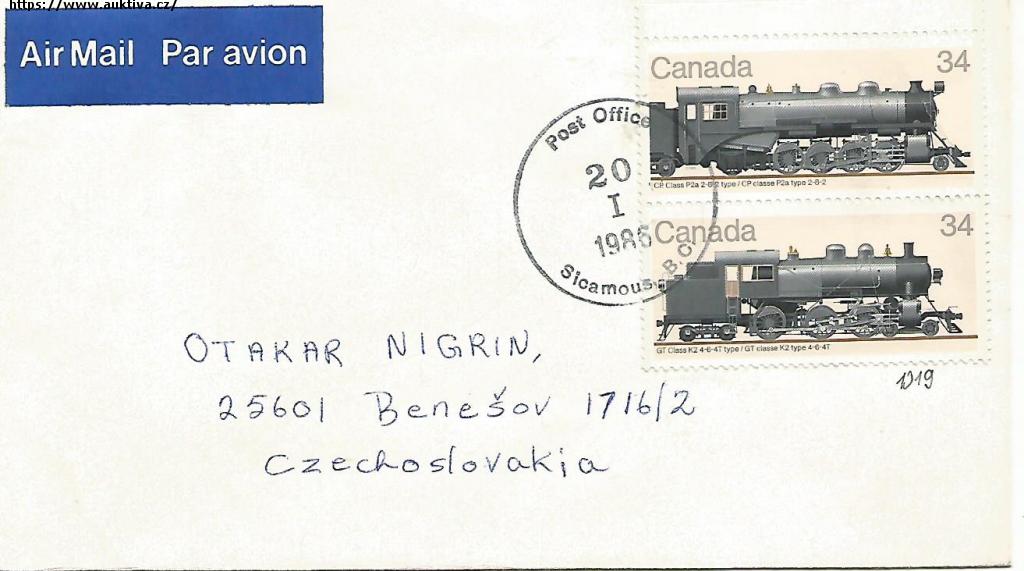 https://www.auktiva.cz/
Air Mail Par avion
Canada 34
CP Class P2a 2-8-2 type / CP classe P2a type 2-8-2
Post Office
20
I
1986
Sicamous, B.C.
Canada 34
GT Class K2 4-6-4T type / GT classe K2 type 4-6-4T
1019
OTAKAR NIGRIN,
25601 Benešov 1716/2
Czechoslovakia